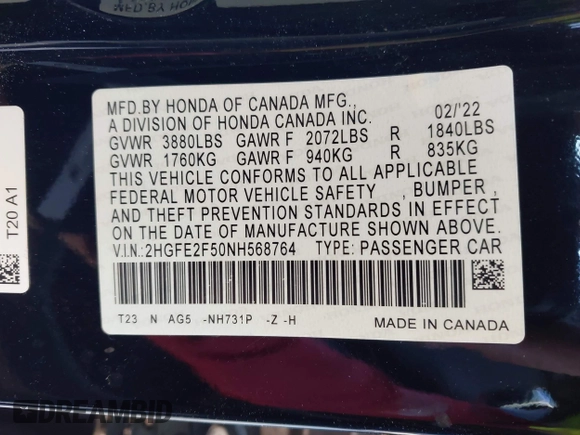 MFD.BY HONDA OF CANADA MFG.,
A DIVISION OF HONDA CANADA INC. 02/'22
GVWR 3880LBS GAWR F 2072LBS R 1840LBS
GVWR 1760KG GAWR F 940KG R 835KG
THIS VEHICLE CONFORMS TO ALL APPLICABLE
FEDERAL MOTOR VEHICLE SAFETY , BUMPER ,
AND THEFT PREVENTION STANDARDS IN EFFECT
ON THE DATE OF MANUFACTURE SHOWN ABOVE.
V.I.N.:2HGFE2F50NH568764 TYPE: PASSENGER CAR
T23 N AG5 -NH731P -Z -H
MADE IN CANADA
T20 A1
DREAMBID